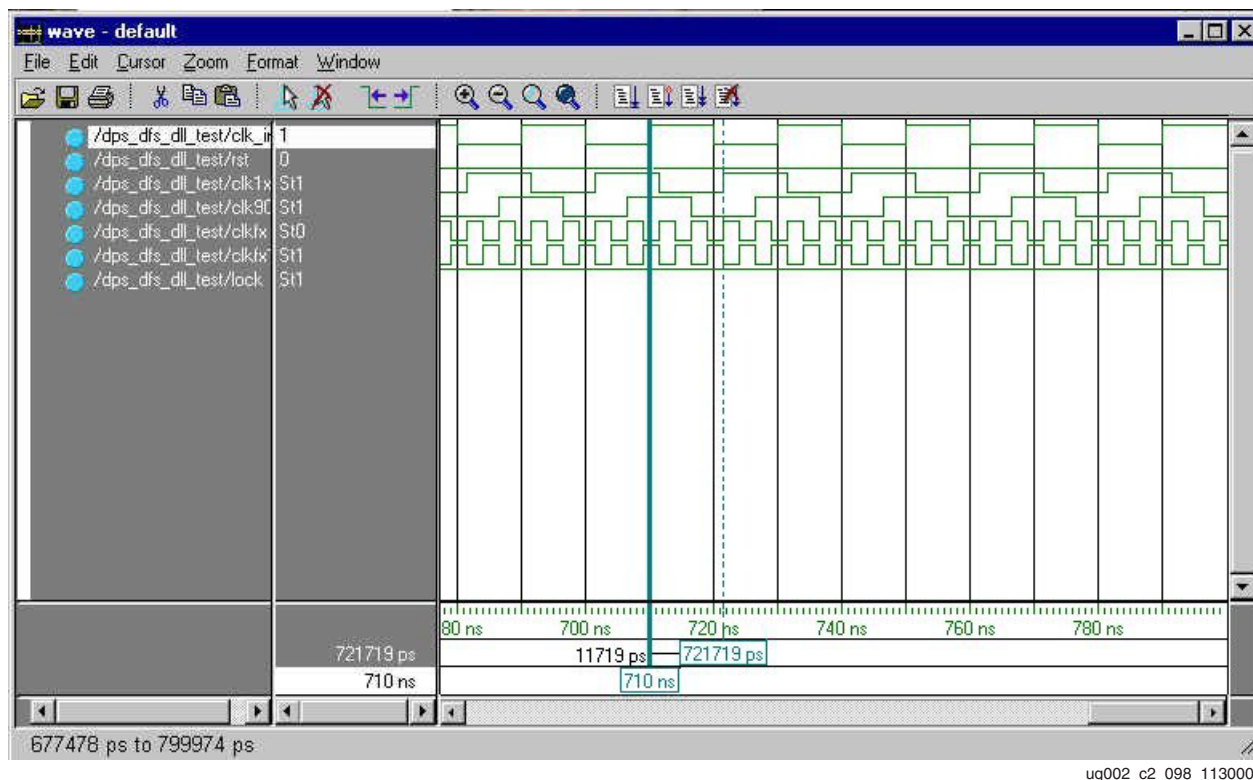 wave - default
File Edit Cursor Zoom Format Window
/dps_dfs_dll_test/clk_in 1
/dps_dfs_dll_test/rst 0
/dps_dfs_dll_test/clk1x St1
/dps_dfs_dll_test/clk90 St1
/dps_dfs_dll_test/clkfx St0
/dps_dfs_dll_test/clkfx St1
/dps_dfs_dll_test/lock St1
80 ns 700 ns 720 ns 740 ns 760 ns 780 ns
721719 ps 11719 ps 721719 ps
710 ns 710 ns
677478 ps to 799974 ps
ug002_c2_098_113000